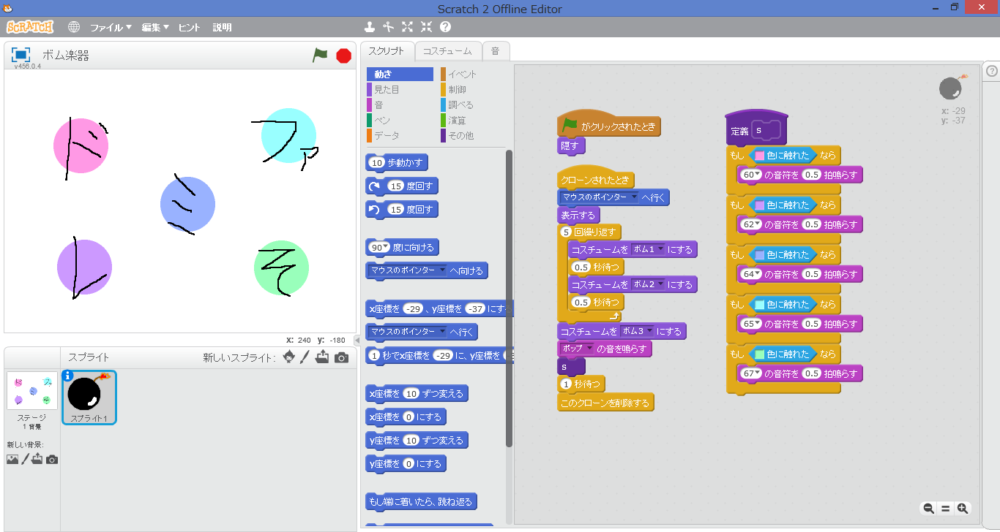 Scratch 2 Offline Editor
SCRATCH
ファイル▼ 編集▼ ヒント 説明
ボム楽器
v456.0.4
ド
ファ
ミ
レ
そ
x: 240 y: -180
スプライト
新しいスプライト:
ステージ
1 背景
新しい背景:
スプライト1
スクリプト
コスチューム
音
動き
イベント
見た目
制御
音
調べる
ペン
演算
データ
その他
10 歩動かす
15 度回す
15 度回す
90▼ 度に向ける
マウスのポインター へ向ける
x座標を -29 、y座標を -37 にす
マウスのポインター へ行く
1 秒でx座標を -29 に、y座標を
x座標を 10 ずつ変える
x座標を 0 にする
y座標を 10 ずつ変える
y座標を 0 にする
もし端に着いたら、跳ね返る
がクリックされたとき
隠す
クローンされたとき
マウスのポインター へ行く
表示する
5 回繰り返す
コスチュームを ボム1 にする
0.5 秒待つ
コスチュームを ボム2 にする
0.5 秒待つ
コスチュームを ボム3 にする
ポップ の音を鳴らす
s
1 秒待つ
このクローンを削除する
定義 s
もし 色に触れた なら
60▼ の音符を 0.5 拍鳴らす
もし 色に触れた なら
62▼ の音符を 0.5 拍鳴らす
もし 色に触れた なら
64▼ の音符を 0.5 拍鳴らす
もし 色に触れた なら
65▼ の音符を 0.5 拍鳴らす
もし 色に触れた なら
67▼ の音符を 0.5 拍鳴らす
x: -29
y: -37